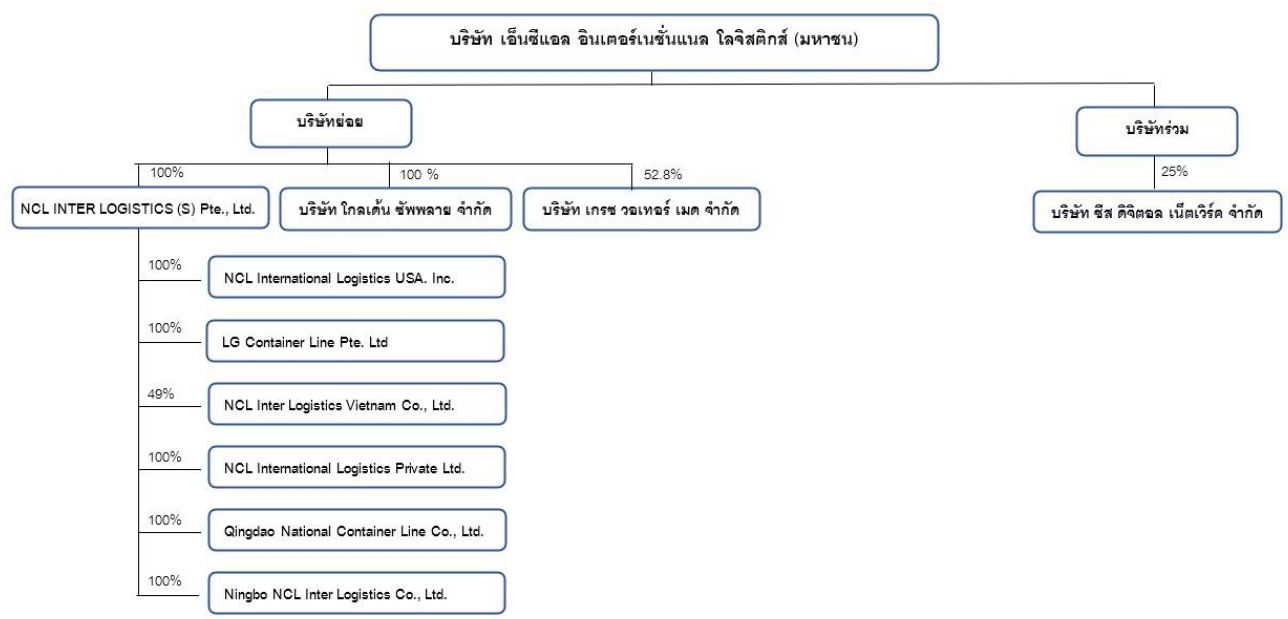 บริษัท เอ็นซีแอล อินเตอร์เนชั่นแนล โลจิสติกส์ (มหาชน)
บริษัทย่อย
บริษัทร่วม
100%
100 %
52.8%
25%
NCL INTER LOGISTICS (S) Pte., Ltd.
บริษัท โกลเด้น ซัพพลาย จำกัด
บริษัท เกรซ วอเทอร์ เมด จำกัด
บริษัท ซีส ดิจิตอล เน็ตเวิร์ค จำกัด
100%
NCL International Logistics USA. Inc.
100%
LG Container Line Pte. Ltd
49%
NCL Inter Logistics Vietnam Co., Ltd.
100%
NCL International Logistics Private Ltd.
100%
Qingdao National Container Line Co., Ltd.
100%
Ningbo NCL Inter Logistics Co., Ltd.